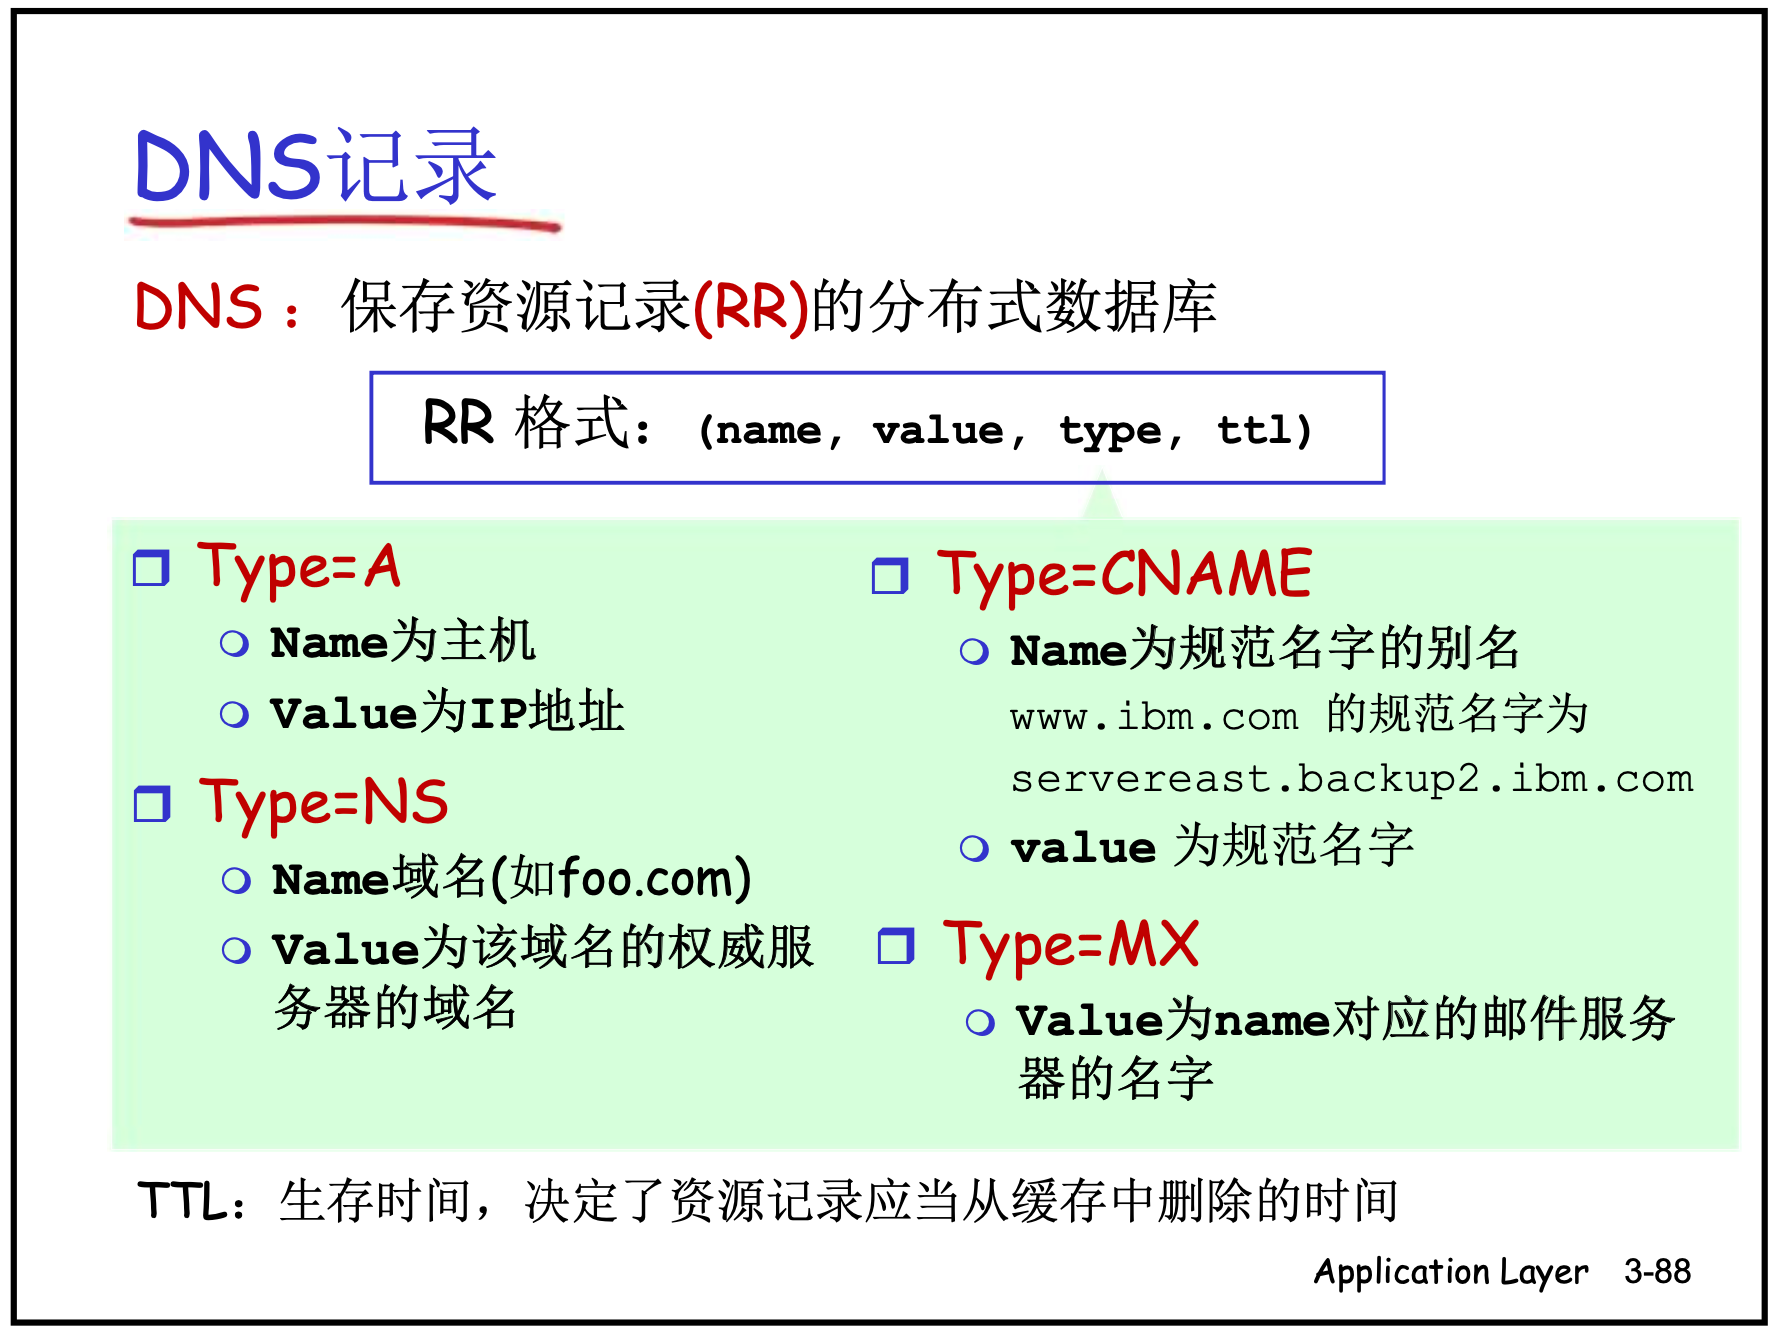 DNS记录
DNS ：保存资源记录(RR)的分布式数据库
RR 格式：(name, value, type, ttl)
Type=A
Name为主机
Value为IP地址
Type=NS
Name域名(如foo.com)
Value为该域名的权威服
务器的域名
Type=CNAME
Name为规范名字的别名
www.ibm.com 的规范名字为
servereast.backup2.ibm.com
value 为规范名字
Type=MX
Value为name对应的邮件服务
器的名字
TTL：生存时间，决定了资源记录应当从缓存中删除的时间
Application Layer 3-88